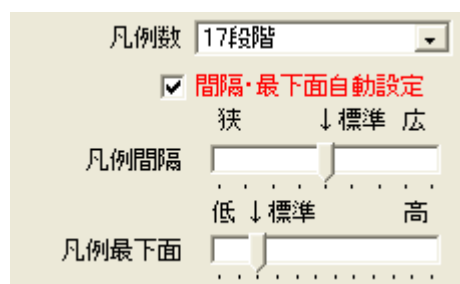 凡例数 17段階
間隔・最下面自動設定
狭 ↓標準 広
凡例間隔
低 ↓標準 高
凡例最下面